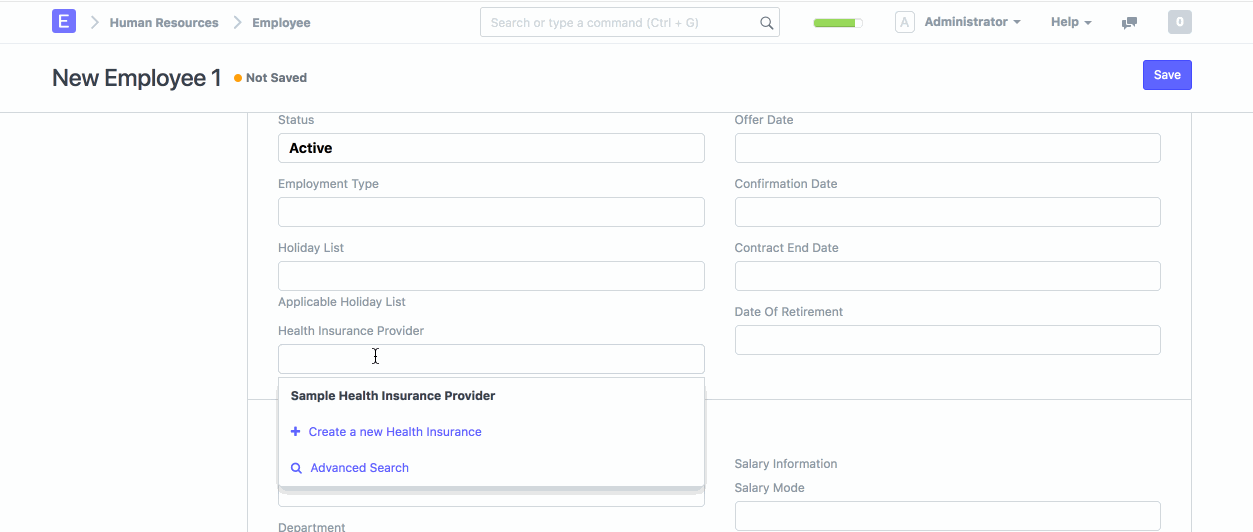 E Human Resources Employee Search or type a command (Ctrl + G) A Administrator Help 0
New Employee 1 Not Saved Save
Status
Active
Employment Type
Holiday List
Applicable Holiday List
Health Insurance Provider
Sample Health Insurance Provider
+ Create a new Health Insurance
Advanced Search
Department
Offer Date
Confirmation Date
Contract End Date
Date Of Retirement
Salary Information
Salary Mode